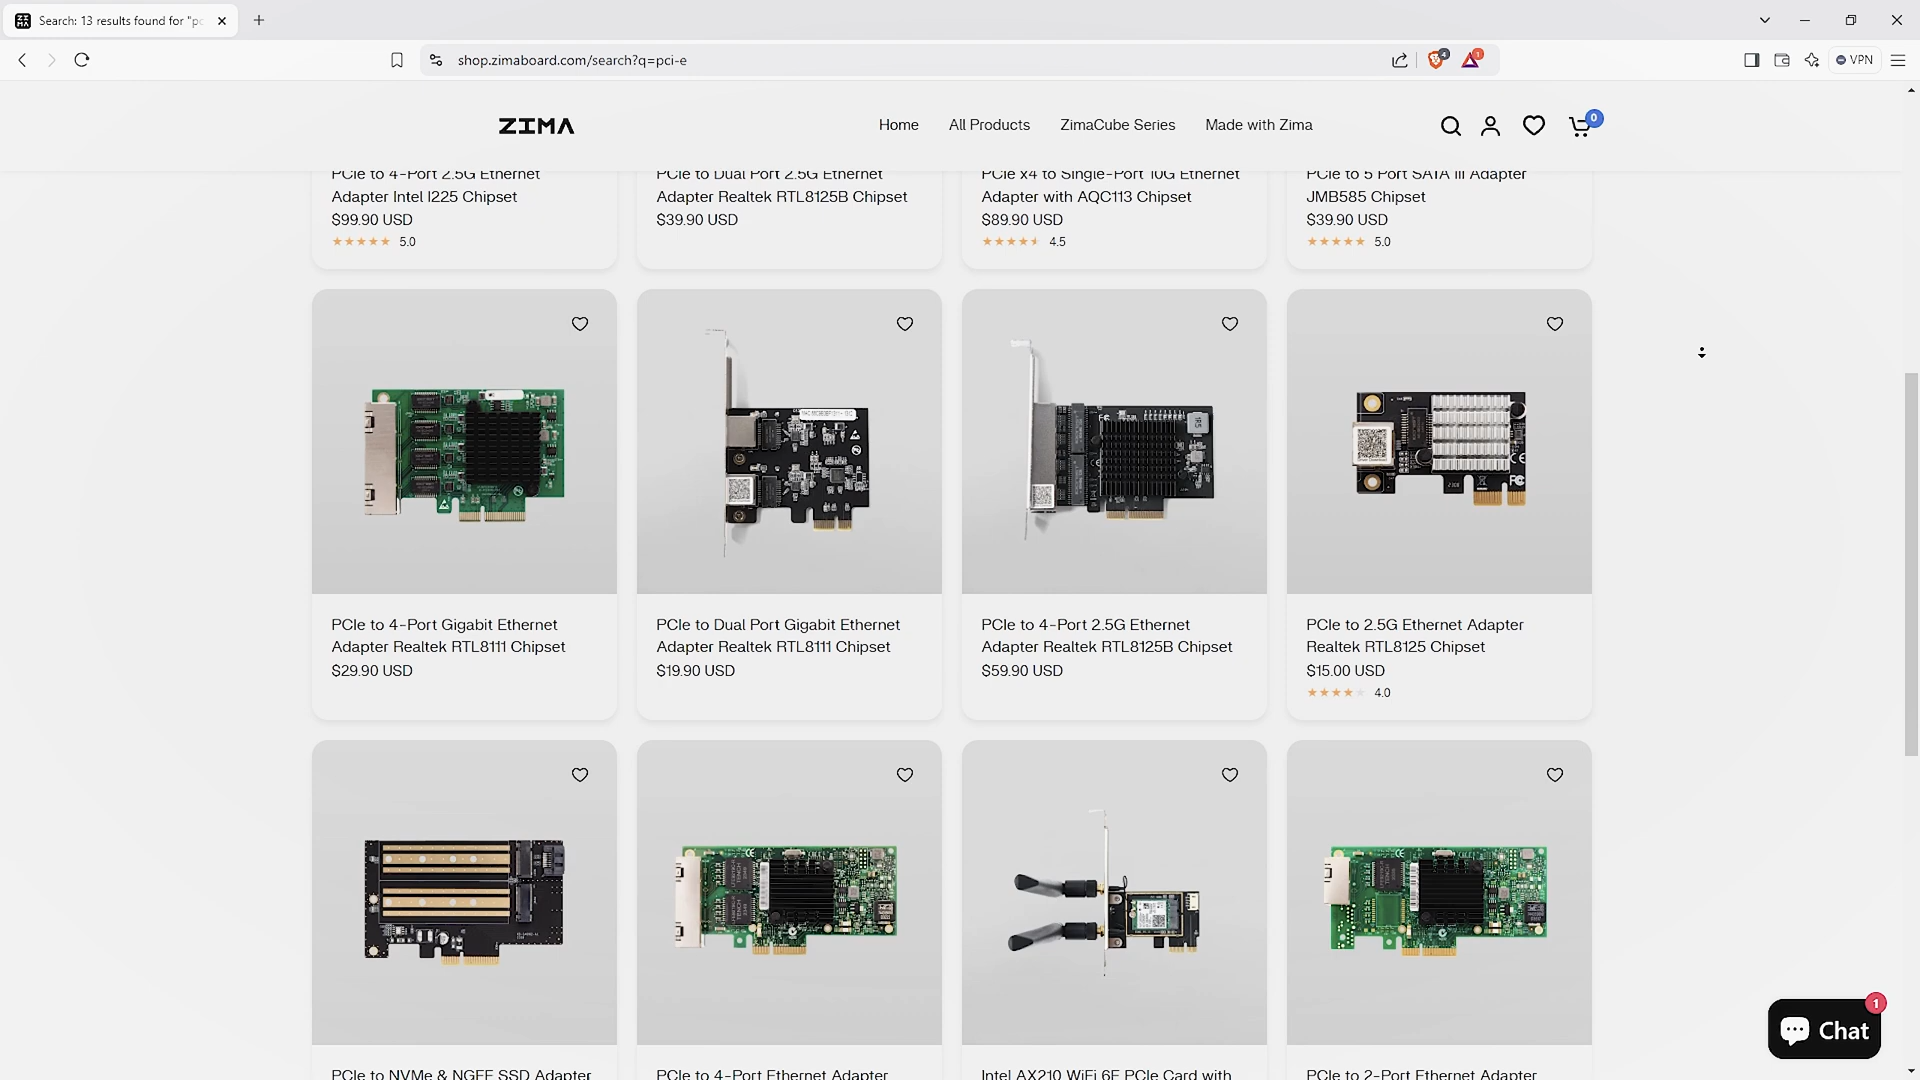 Search: 13 results found for "pc
shop.zimaboard.com/search?q=pci-e
4
1
VPN
ZIMA
Home
All Products
ZimaCube Series
Made with Zima
0
PCIe to 4-Port 2.5G Ethernet
Adapter Intel I225 Chipset
$99.90 USD
5.0
PCIe to Dual Port 2.5G Ethernet
Adapter Realtek RTL8125B Chipset
$39.90 USD
PCIe x4 to Single-Port 10G Ethernet
Adapter with AQC113 Chipset
$89.90 USD
4.5
PCIe to 5 Port SATA III Adapter
JMB585 Chipset
$39.90 USD
5.0
PCIe to 4-Port Gigabit Ethernet
Adapter Realtek RTL8111 Chipset
$29.90 USD
PCIe to Dual Port Gigabit Ethernet
Adapter Realtek RTL8111 Chipset
$19.90 USD
PCIe to 4-Port 2.5G Ethernet
Adapter Realtek RTL8125B Chipset
$59.90 USD
PCIe to 2.5G Ethernet Adapter
Realtek RTL8125 Chipset
$15.00 USD
4.0
PCIe to NVMe & NGFF SSD Adapter
PCIe to 4-Port Ethernet Adapter
Intel AX210 WiFi 6E PCIe Card with
PCIe to 2-Port Ethernet Adapter
1
Chat